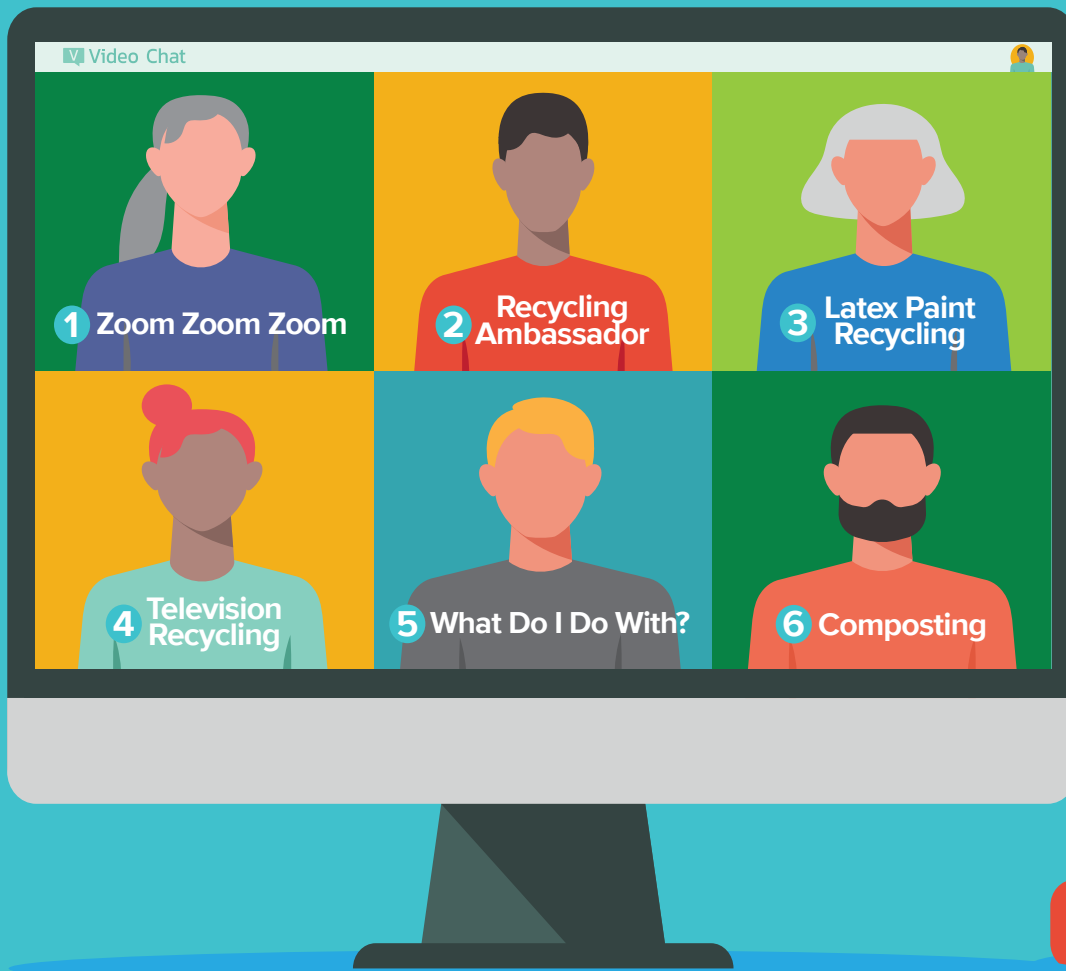 V Video Chat
1 Zoom Zoom Zoom
2 Recycling
Ambassador
3 Latex Paint
Recycling
4 Television
Recycling
5 What Do I Do With?
6 Composting